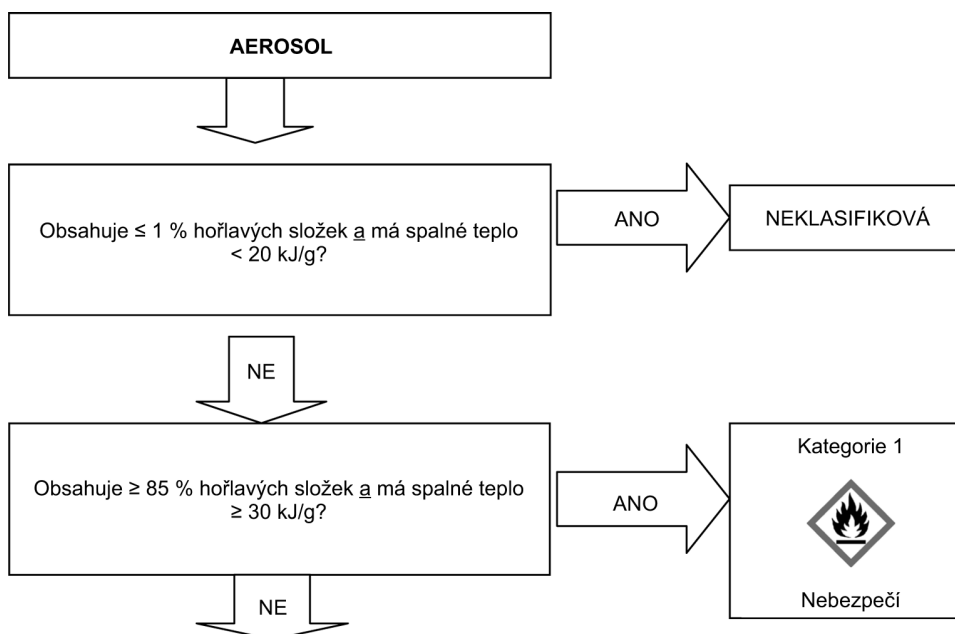 AEROSOL
Obsahuje ≤ 1 % hořlavých složek a má spalné teplo
< 20 kJ/g?
ANO
NEKLASIFIKOVÁ
NE
Obsahuje ≥ 85 % hořlavých složek a má spalné teplo
≥ 30 kJ/g?
ANO
Kategorie 1
Nebezpečí
NE